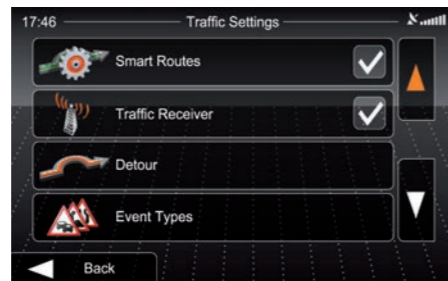 17:46 Traffic Settings
Smart Routes
Traffic Receiver
Detour
Event Types
Back